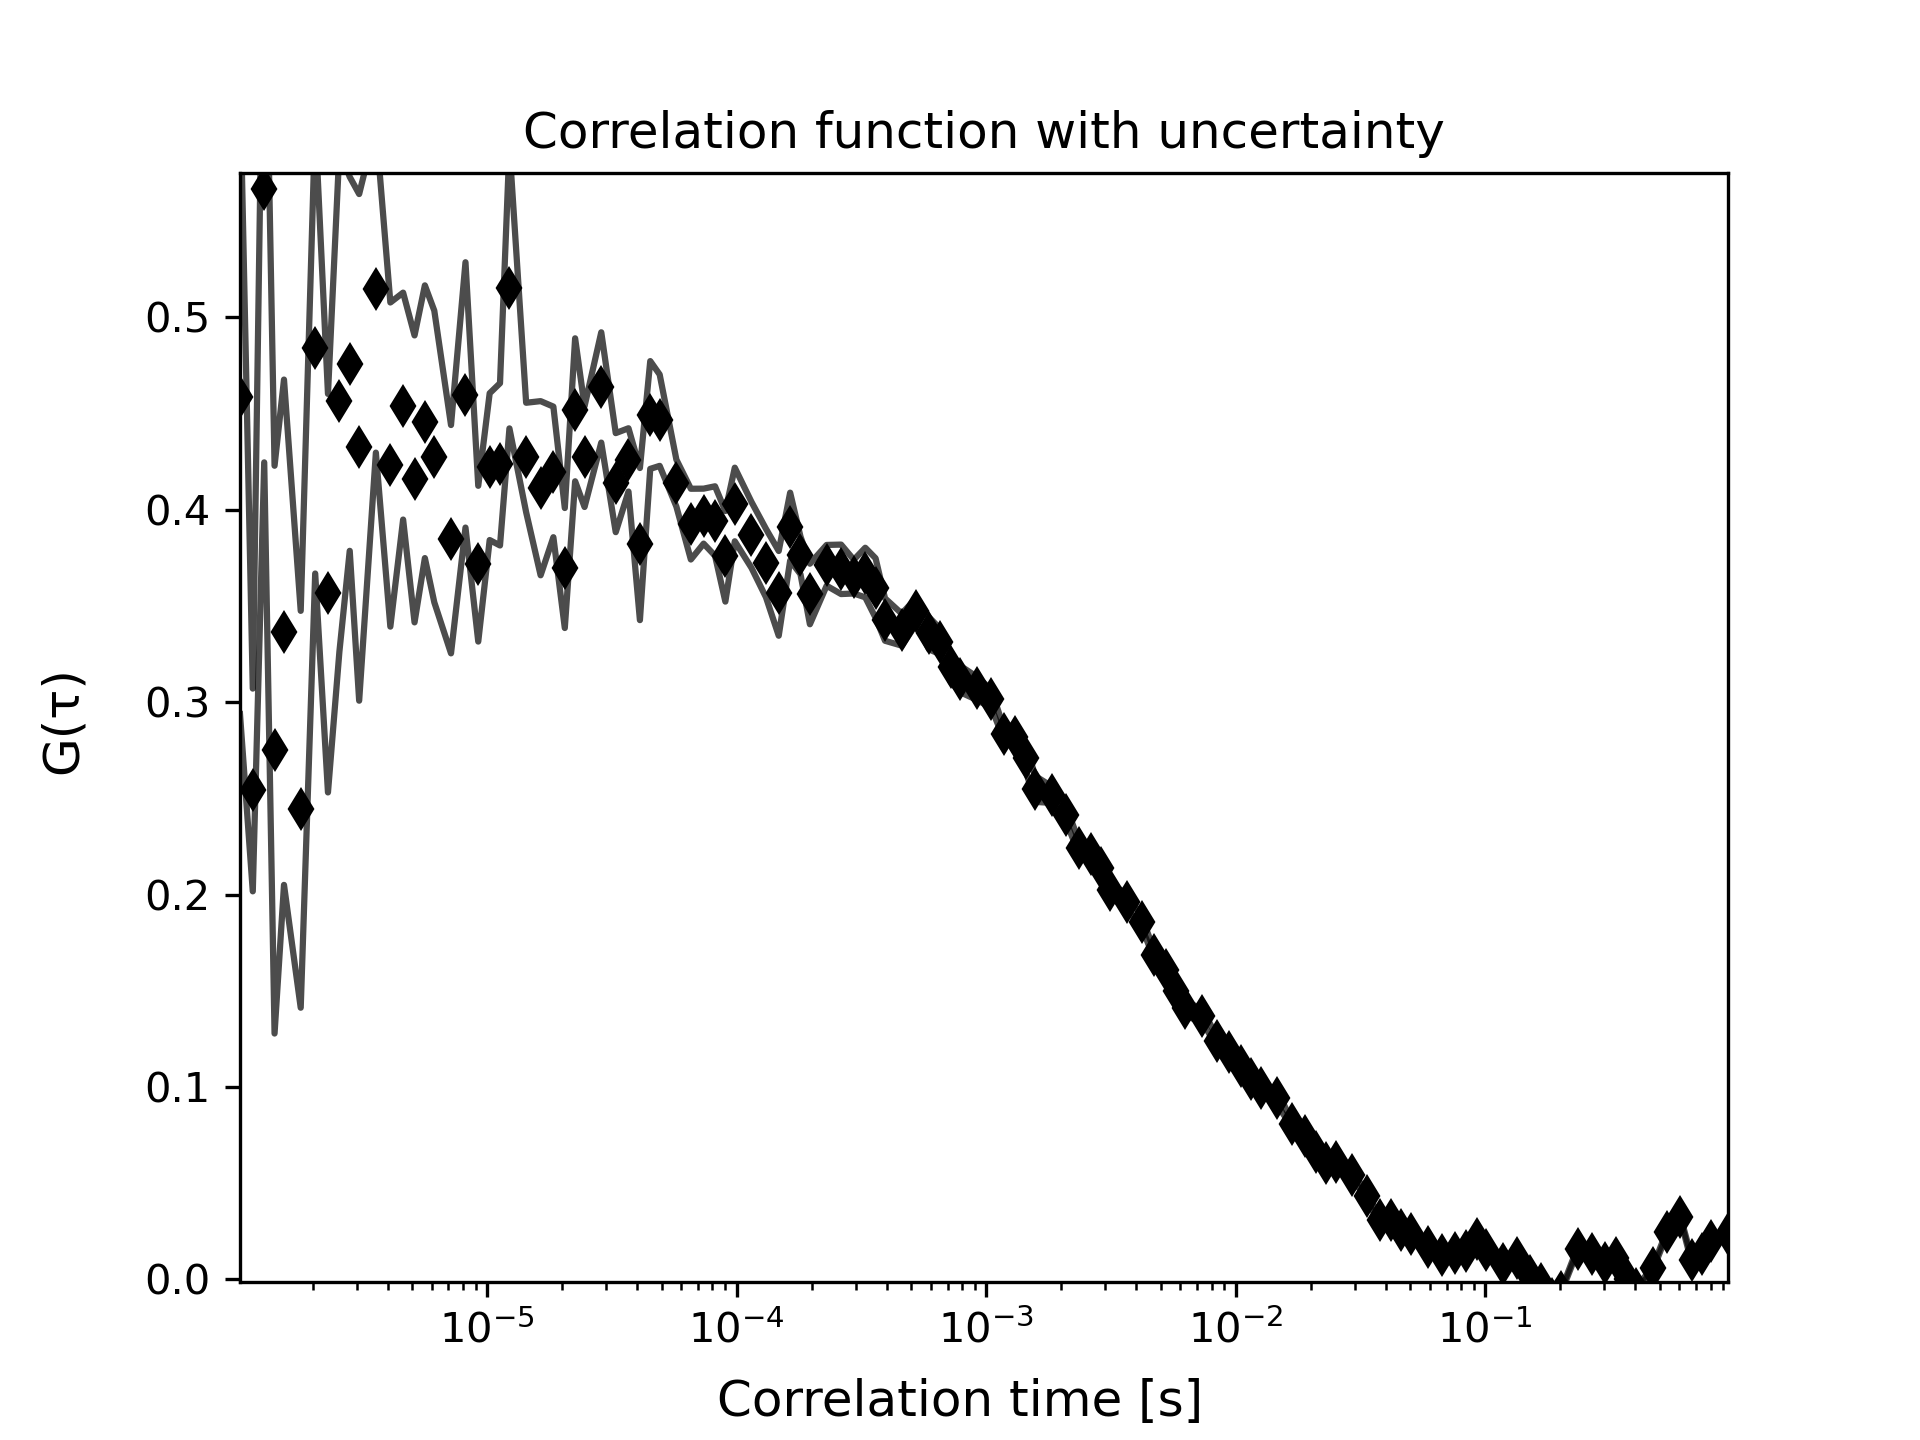 Correlation function with uncertainty
0.5
0.4
0.3
0.2
0.1
0.0
G(τ)
10⁻⁵ 10⁻⁴ 10⁻³ 10⁻² 10⁻¹
Correlation time [s]